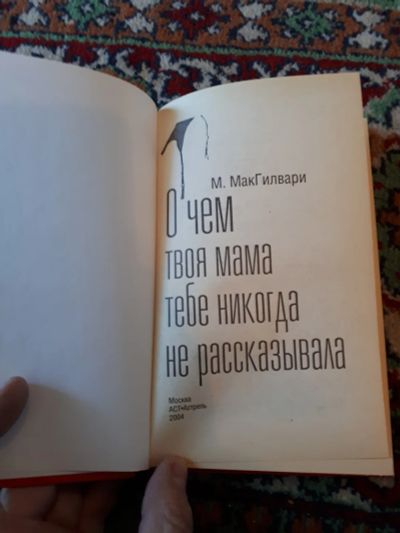 М. МакГилвари
О чем
твоя мама
тебе никогда
не рассказывала
Москва
АСТ•Астрель
2004